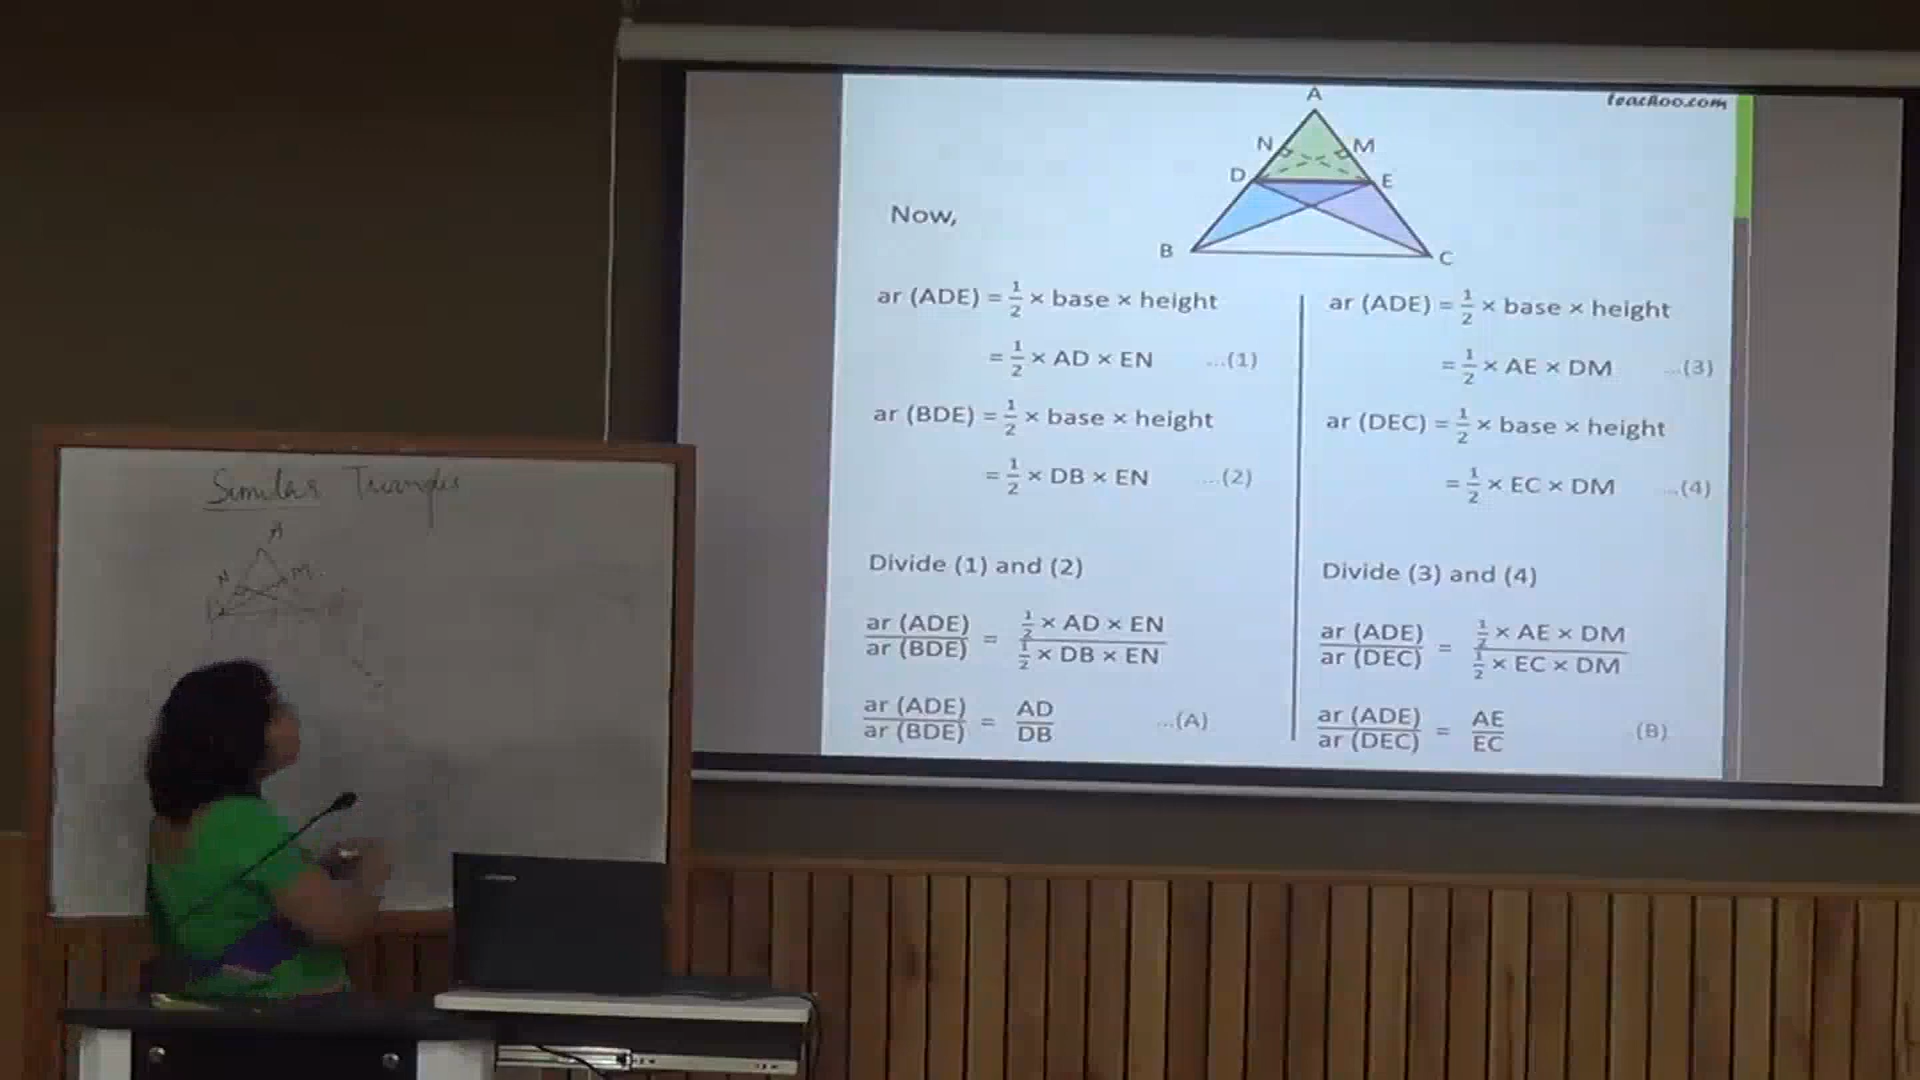 teachoo.com
A
N M
D E
B C
Now,
ar (ADE) = 1/2 × base × height
= 1/2 × AD × EN ...(1)
ar (BDE) = 1/2 × base × height
= 1/2 × DB × EN ...(2)
Divide (1) and (2)
ar (ADE)/ar (BDE) = (1/2 × AD × EN)/(1/2 × DB × EN)
ar (ADE)/ar (BDE) = AD/DB ...(A)
ar (ADE) = 1/2 × base × height
= 1/2 × AE × DM ...(3)
ar (DEC) = 1/2 × base × height
= 1/2 × EC × DM ...(4)
Divide (3) and (4)
ar (ADE)/ar (DEC) = (1/2 × AE × DM)/(1/2 × EC × DM)
ar (ADE)/ar (DEC) = AE/EC (B)
Similar Triangles
A
N M